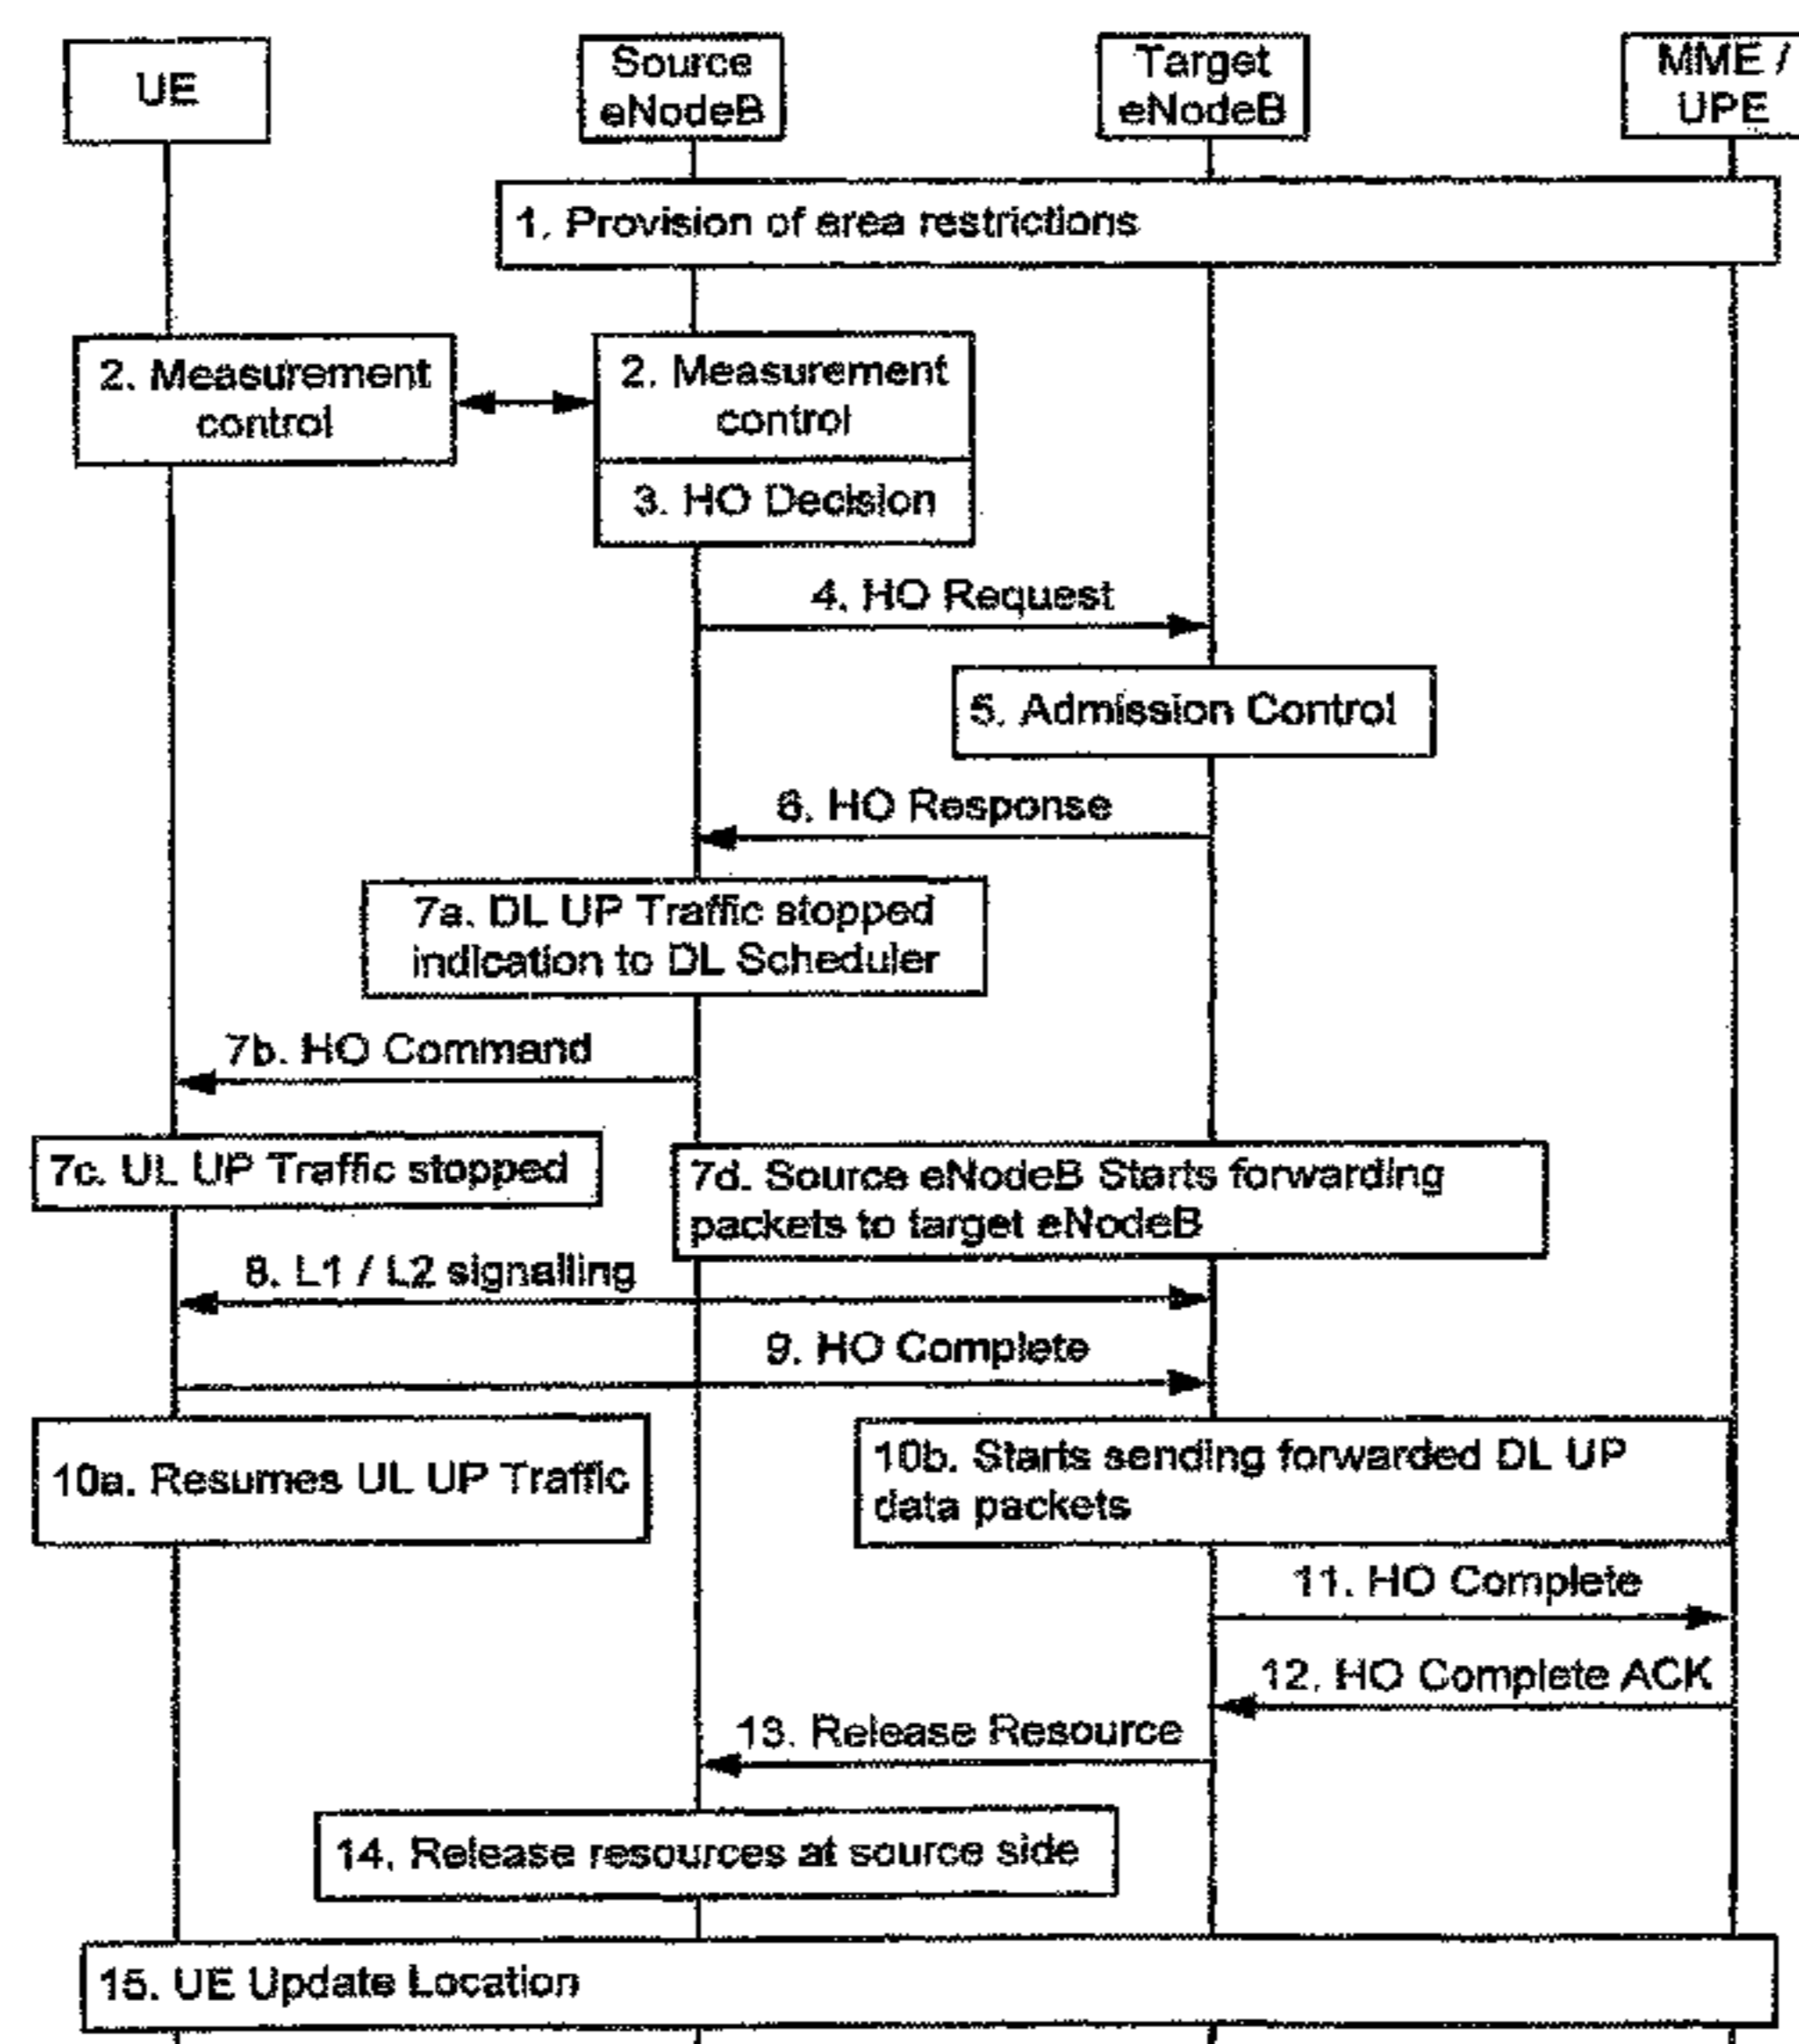 UE
Source
eNodeB
Target
eNodeB
MME /
UPE
1. Provision of area restrictions
2. Measurement
control
2. Measurement
control
3. HO Decision
4. HO Request
5. Admission Control
6. HO Response
7a. DL UP Traffic stopped
indication to DL Scheduler
7b. HO Command
7c. UL UP Traffic stopped
7d. Source eNodeB Starts forwarding
packets to target eNodeB
8. L1 / L2 signalling
9. HO Complete
10a. Resumes UL UP Traffic
10b. Starts sending forwarded DL UP
data packets
11. HO Complete
12. HO Complete ACK
13. Release Resource
14. Release resources at source side
15. UE Update Location